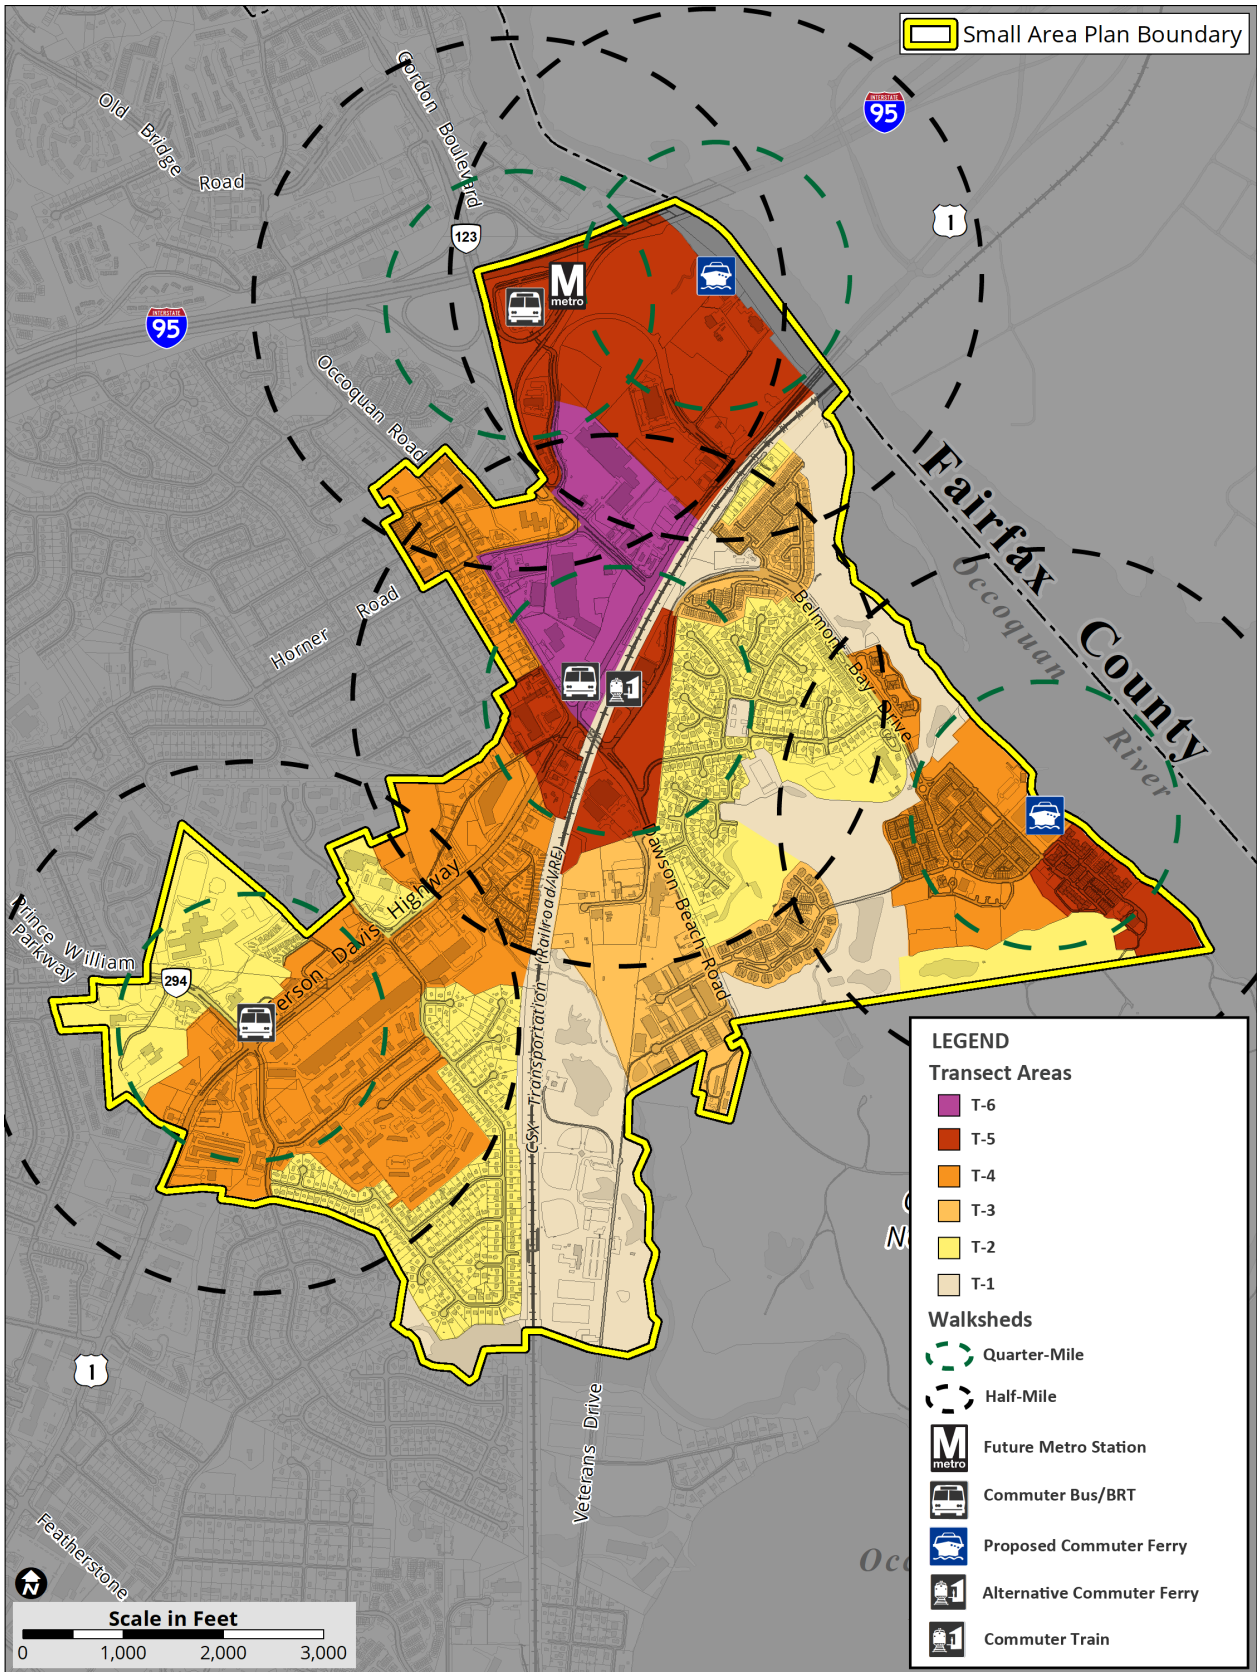 Small Area Plan Boundary
INTERSTATE
95
1
Old Bridge Road
Gordon Boulevard
123
M
metro
INTERSTATE
95
Occoquan Road
Fairfax County
Occoquan River
Horner Road
Belmont Bay Drive
Highway
Davis
erson
Dawson Beach Road
CSX Transportation (Railroad/VRE)
Prince William
Parkway
294
1
Veterans Drive
Featherstone
Occ
N
LEGEND
Transect Areas
T-6
T-5
T-4
T-3
T-2
T-1
Walksheds
Quarter-Mile
Half-Mile
M
metro
Future Metro Station
Commuter Bus/BRT
Proposed Commuter Ferry
Alternative Commuter Ferry
Commuter Train
N
Scale in Feet
0 1,000 2,000 3,000